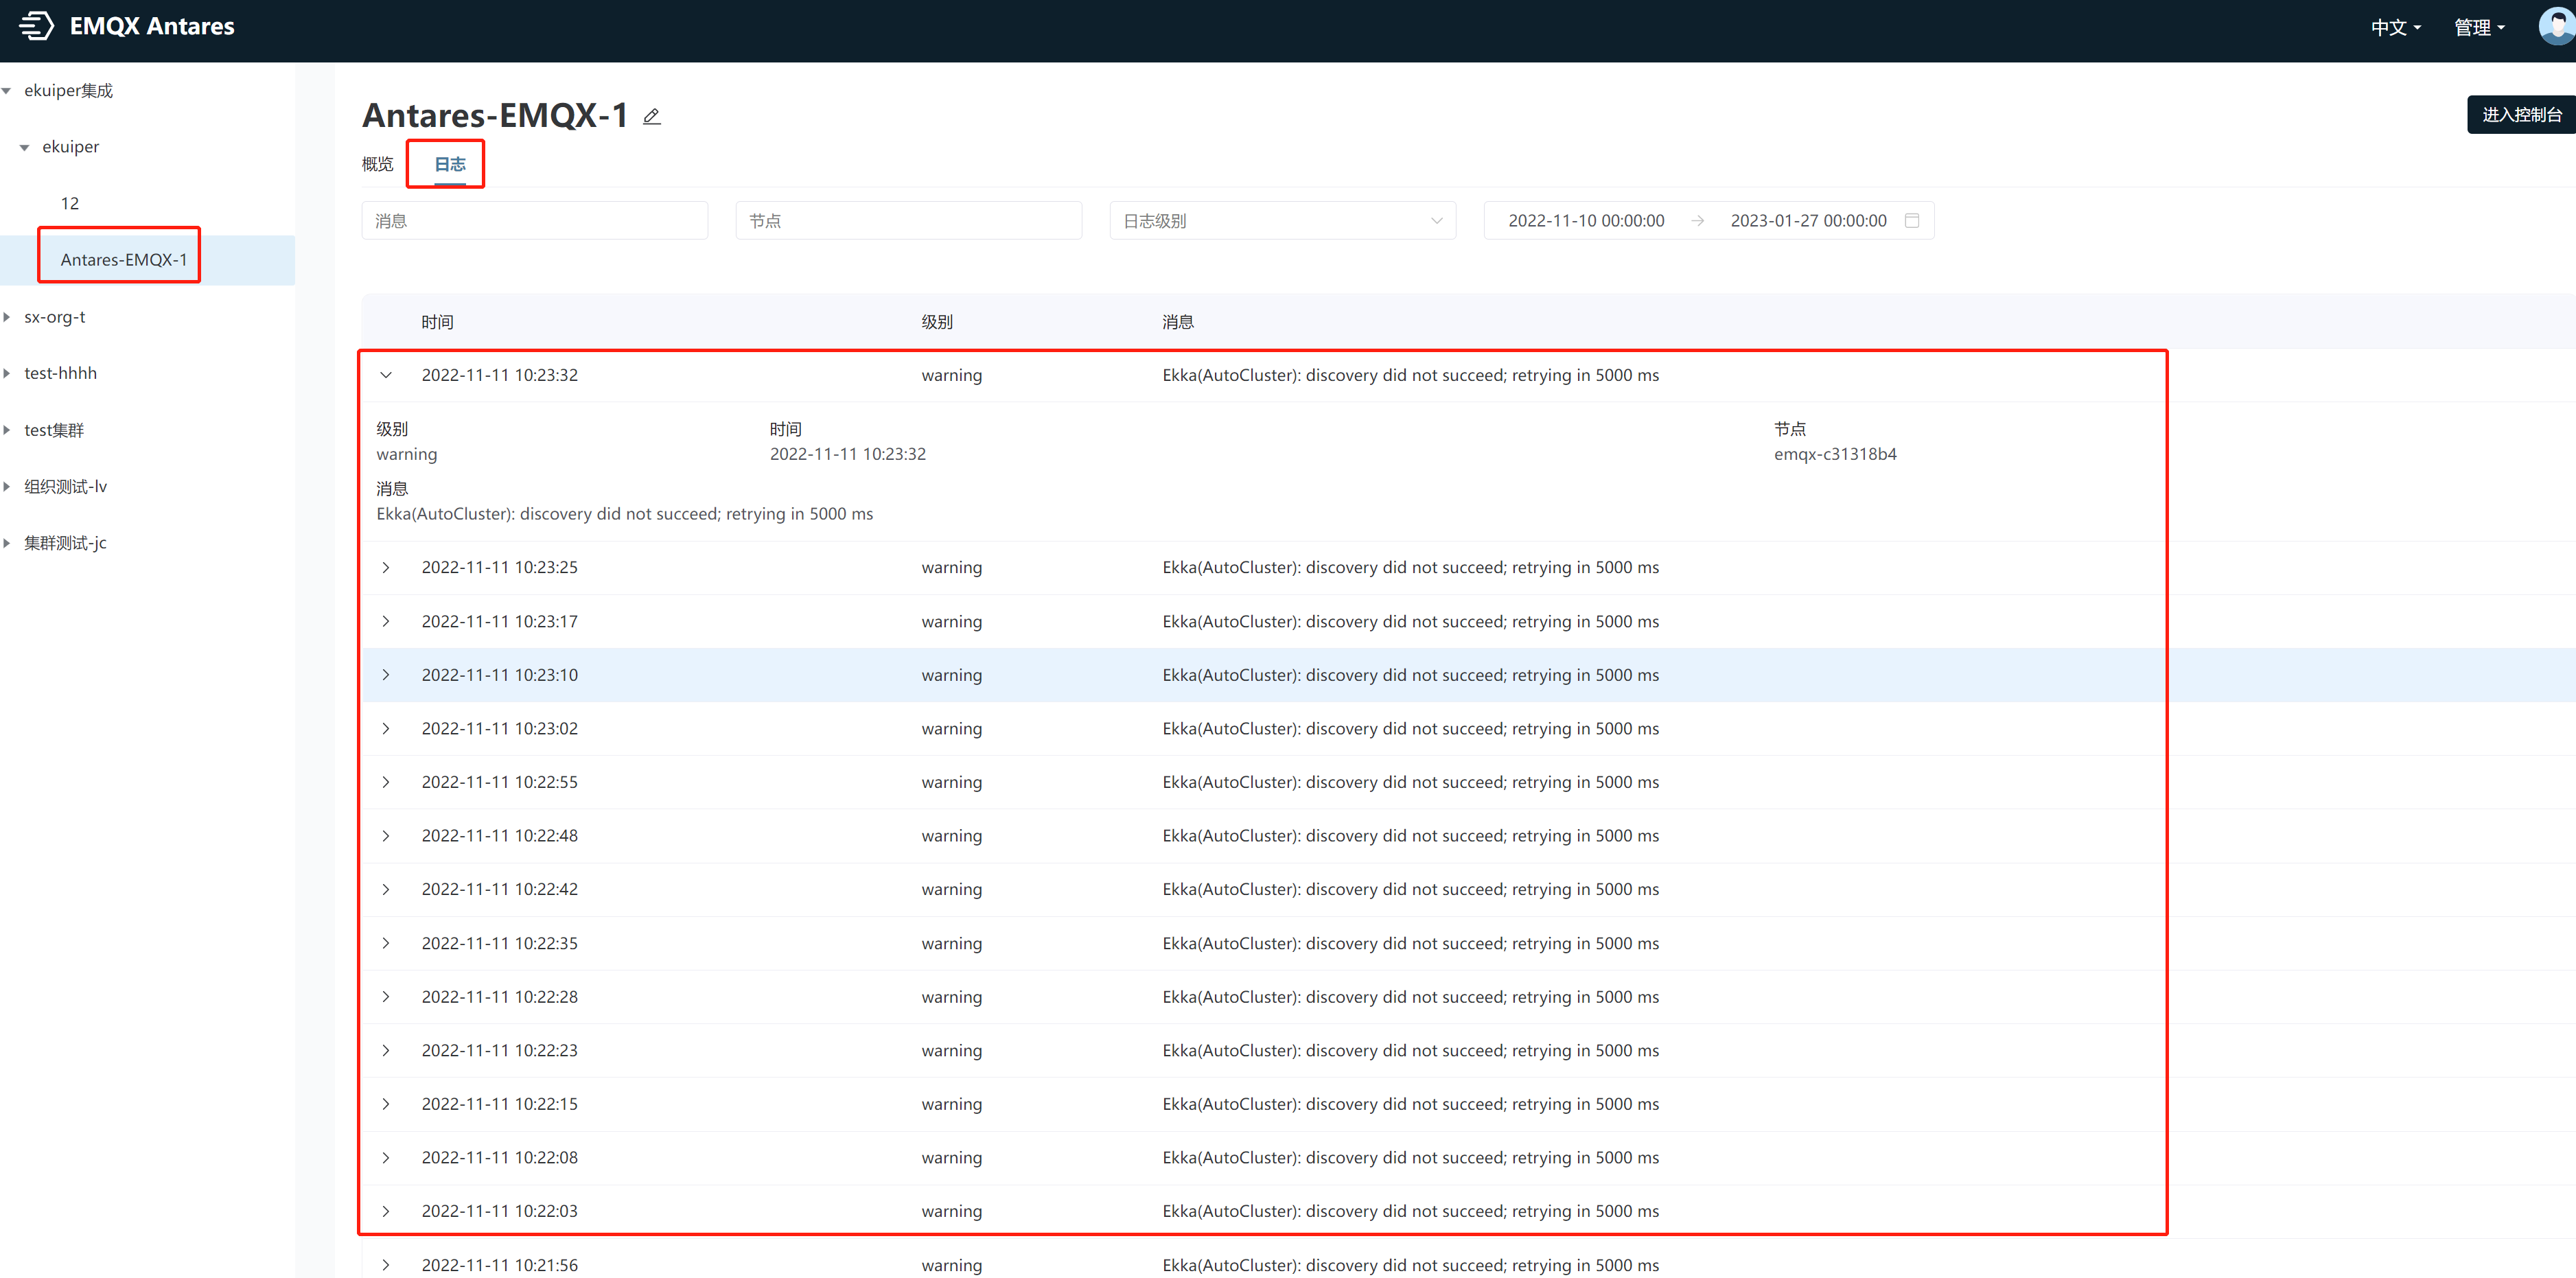 EMQX Antares
中文
管理
ekuiper集成
ekuiper
12
Antares-EMQX-1
sx-org-t
test-hhhh
test集群
组织测试-lv
集群测试-jc
Antares-EMQX-1
进入控制台
概览 日志
消息 节点 日志级别 2022-11-10 00:00:00 2023-01-27 00:00:00
时间 级别 消息
2022-11-11 10:23:32 warning Ekka(AutoCluster): discovery did not succeed; retrying in 5000 ms
级别 时间 节点
warning 2022-11-11 10:23:32 emqx-c31318b4
消息
Ekka(AutoCluster): discovery did not succeed; retrying in 5000 ms
2022-11-11 10:23:25 warning Ekka(AutoCluster): discovery did not succeed; retrying in 5000 ms
2022-11-11 10:23:17 warning Ekka(AutoCluster): discovery did not succeed; retrying in 5000 ms
2022-11-11 10:23:10 warning Ekka(AutoCluster): discovery did not succeed; retrying in 5000 ms
2022-11-11 10:23:02 warning Ekka(AutoCluster): discovery did not succeed; retrying in 5000 ms
2022-11-11 10:22:55 warning Ekka(AutoCluster): discovery did not succeed; retrying in 5000 ms
2022-11-11 10:22:48 warning Ekka(AutoCluster): discovery did not succeed; retrying in 5000 ms
2022-11-11 10:22:42 warning Ekka(AutoCluster): discovery did not succeed; retrying in 5000 ms
2022-11-11 10:22:35 warning Ekka(AutoCluster): discovery did not succeed; retrying in 5000 ms
2022-11-11 10:22:28 warning Ekka(AutoCluster): discovery did not succeed; retrying in 5000 ms
2022-11-11 10:22:23 warning Ekka(AutoCluster): discovery did not succeed; retrying in 5000 ms
2022-11-11 10:22:15 warning Ekka(AutoCluster): discovery did not succeed; retrying in 5000 ms
2022-11-11 10:22:08 warning Ekka(AutoCluster): discovery did not succeed; retrying in 5000 ms
2022-11-11 10:22:03 warning Ekka(AutoCluster): discovery did not succeed; retrying in 5000 ms
2022-11-11 10:21:56 warning Ekka(AutoCluster): discovery did not succeed; retrying in 5000 ms